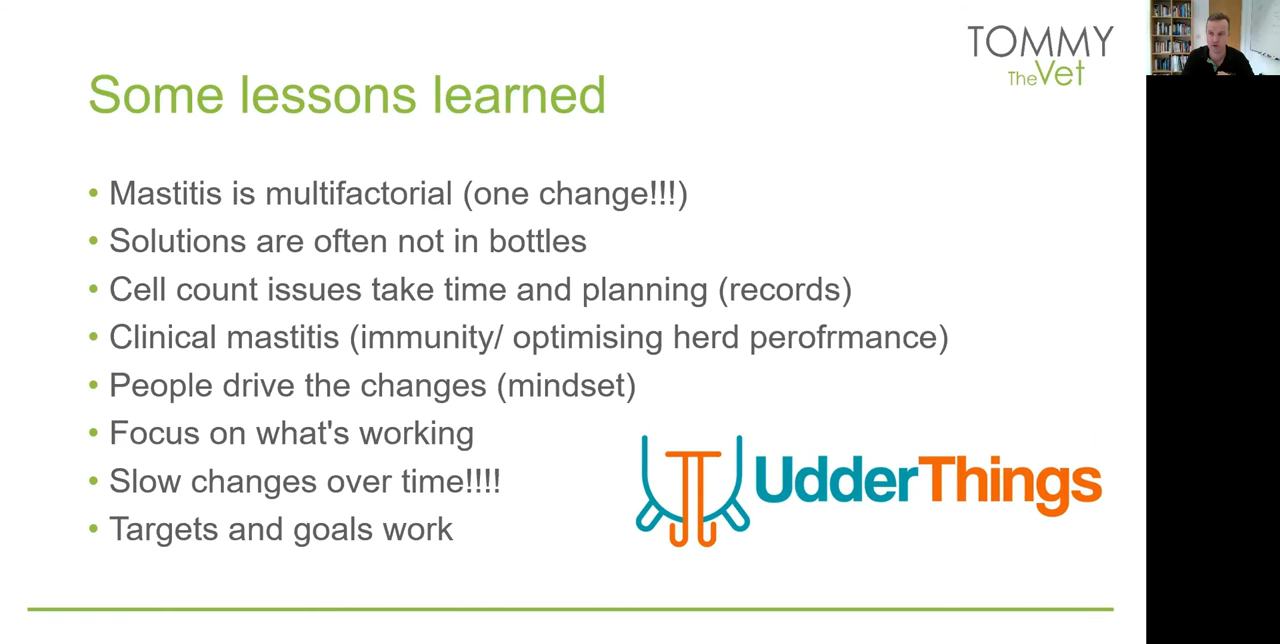 TOMMY
TheVet
Some lessons learned
• Mastitis is multifactorial (one change!!!)
• Solutions are often not in bottles
• Cell count issues take time and planning (records)
• Clinical mastitis (immunity/ optimising herd perofrmance)
• People drive the changes (mindset)
• Focus on what's working
• Slow changes over time!!!!
• Targets and goals work
UdderThings